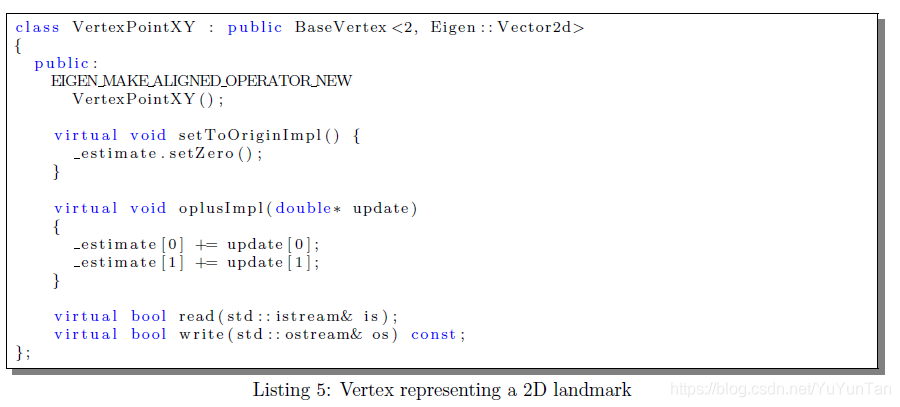 class VertexPointXY : public BaseVertex<2, Eigen::Vector2d>
{
public:
EIGEN_MAKE_ALIGNED_OPERATOR_NEW
VertexPointXY();
virtual void setToOriginImpl() {
_estimate.setZero();
}
virtual void oplusImpl(double* update)
{
_estimate[0] += update[0];
_estimate[1] += update[1];
}
virtual bool read(std::istream& is);
virtual bool write(std::ostream& os) const;
};
Listing 5: Vertex representing a 2D landmark
https://blog.csdn.net/YuYunTan